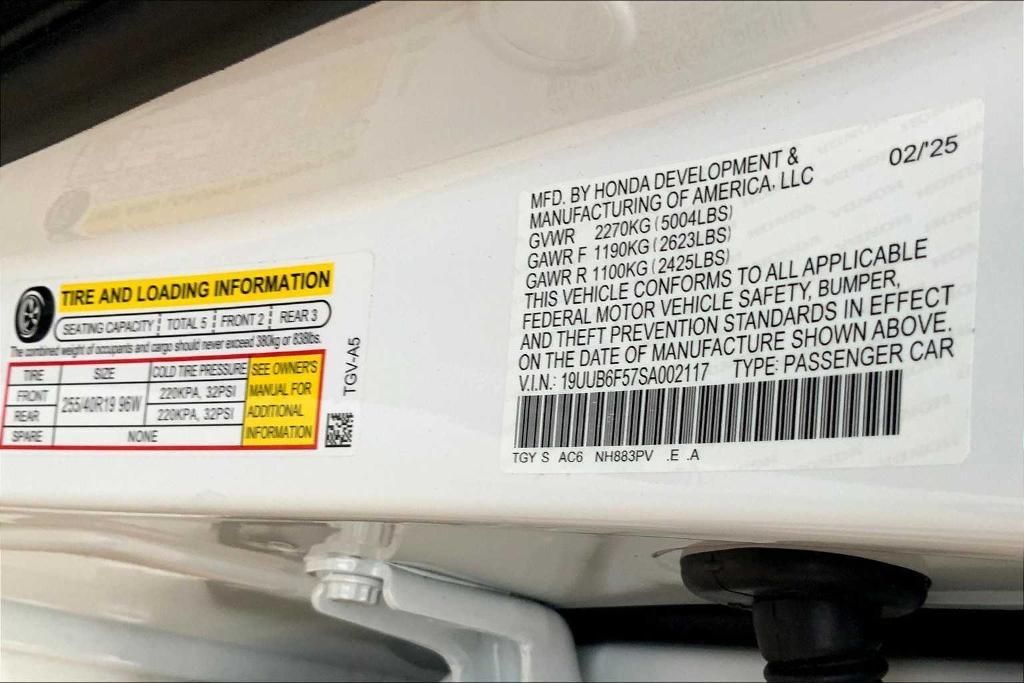 TIRE AND LOADING INFORMATION
SEATING CAPACITY TOTAL 5 FRONT 2 REAR 3
The combined weight of occupants and cargo should never exceed 380kg or 838lbs.
TIRE SIZE COLD TIRE PRESSURE
FRONT 255/40R19 96W 220KPA, 32PSI
REAR 220KPA, 32PSI
SPARE NONE
SEE OWNER'S
MANUAL FOR
ADDITIONAL
INFORMATION
TGV-A5
02/'25
MFD. BY HONDA DEVELOPMENT &
MANUFACTURING OF AMERICA, LLC
GVWR 2270KG (5004LBS)
GAWR F 1190KG (2623LBS)
GAWR R 1100KG (2425LBS)
THIS VEHICLE CONFORMS TO ALL APPLICABLE
FEDERAL MOTOR VEHICLE SAFETY, BUMPER,
AND THEFT PREVENTION STANDARDS IN EFFECT
ON THE DATE OF MANUFACTURE SHOWN ABOVE.
V.I.N.: 19UUB6F57SA002117 TYPE: PASSENGER CAR
TGY S AC6 NH883PV .E .A